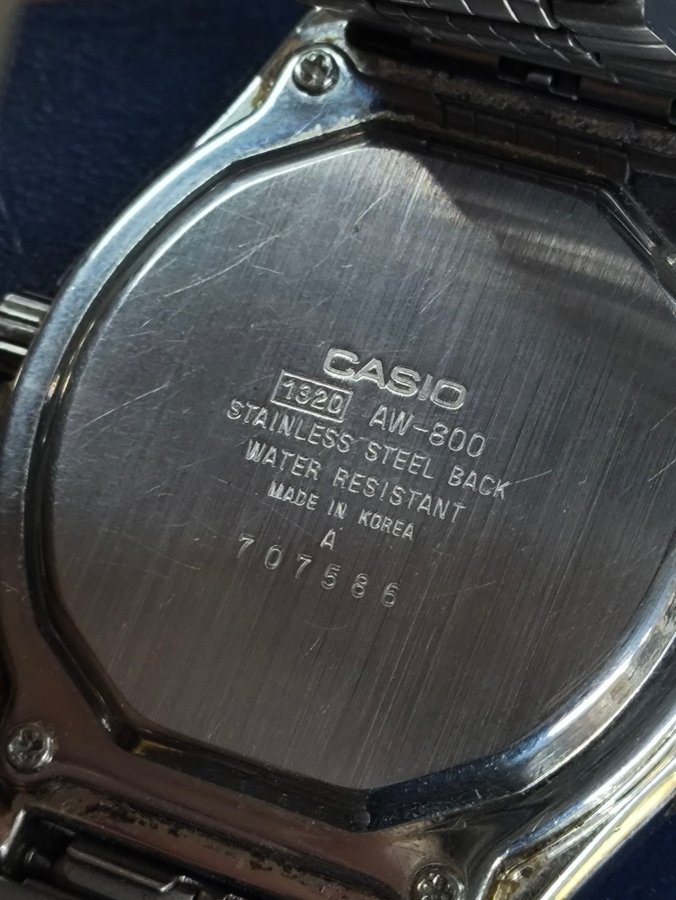 CASIO
1320 AW-800
STAINLESS STEEL BACK
WATER RESISTANT
MADE IN KOREA
A
707586